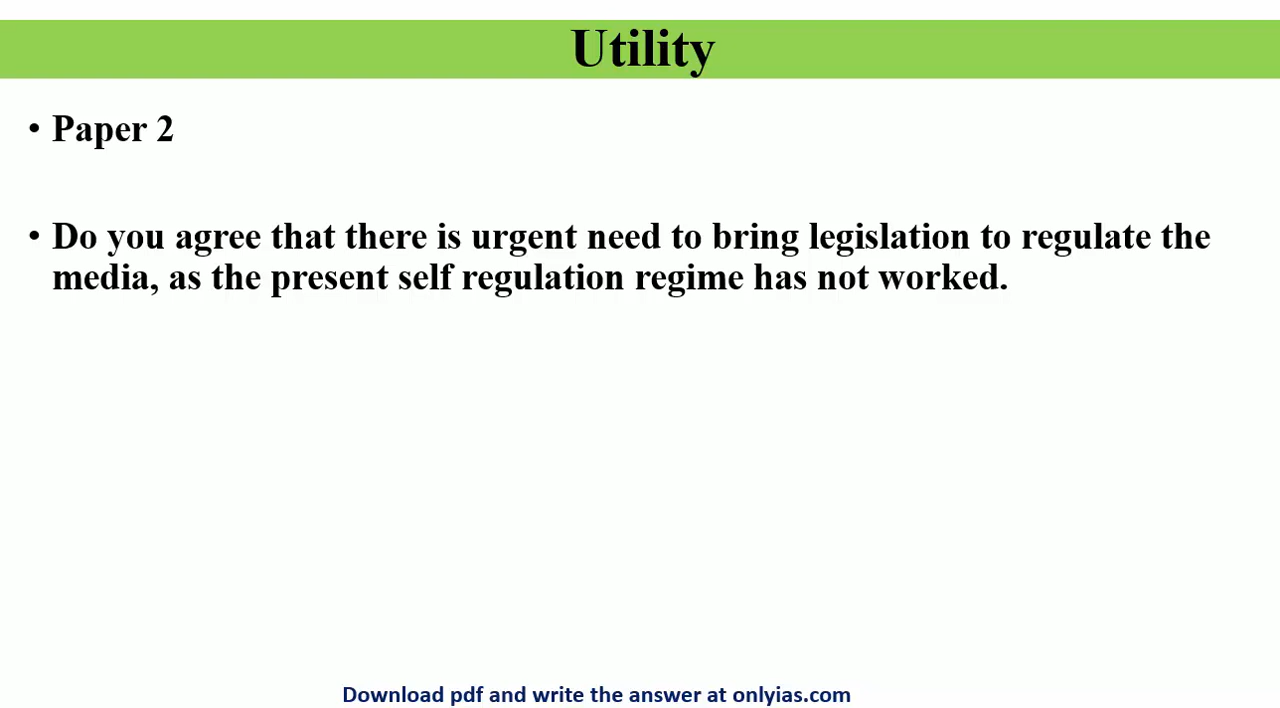 Utility
• Paper 2
• Do you agree that there is urgent need to bring legislation to regulate the
media, as the present self regulation regime has not worked.
Download pdf and write the answer at onlyias.com